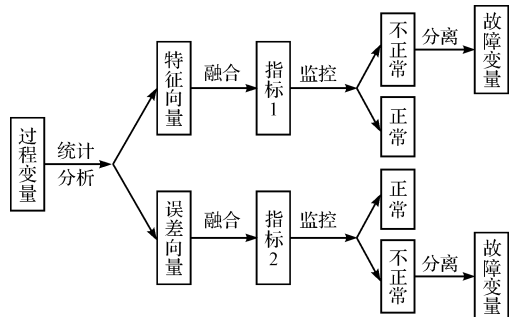 过程变量
统计
分析
特征向量
融合
指标1
监控
不正常
分离
故障变量
正常
误差向量
融合
指标2
监控
正常
不正常
分离
故障变量